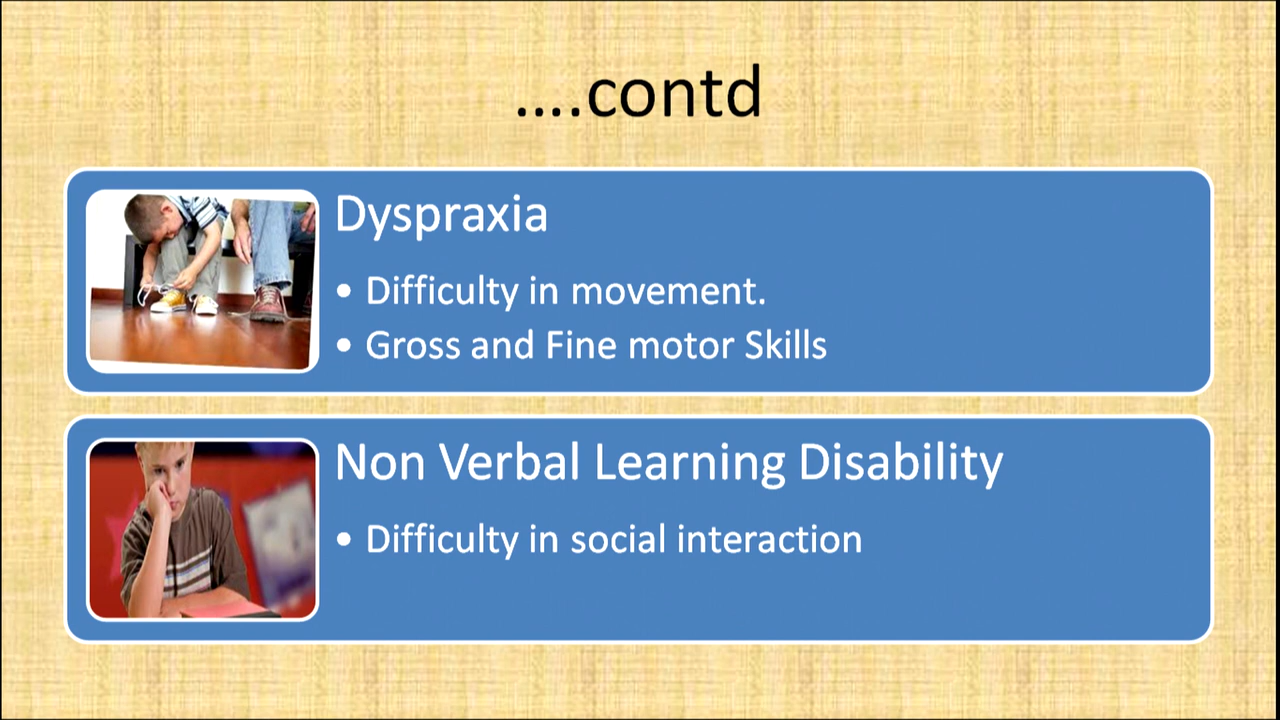 ....contd
Dyspraxia
• Difficulty in movement.
• Gross and Fine motor Skills
Non Verbal Learning Disability
• Difficulty in social interaction